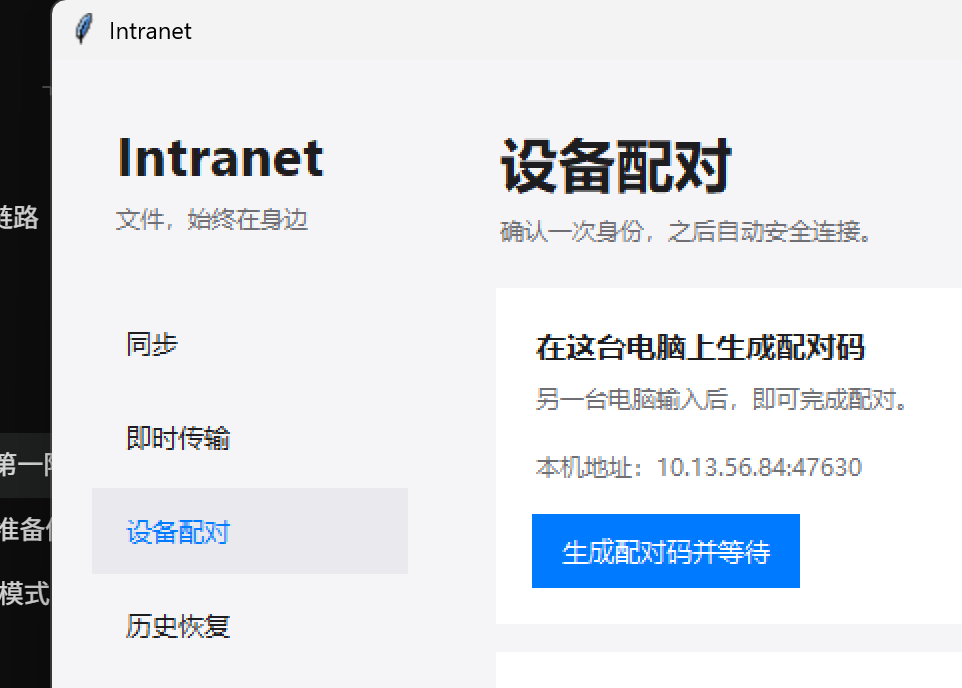 Intranet
Intranet
文件，始终在身边
同步
即时传输
设备配对
历史恢复
设备配对
确认一次身份，之后自动安全连接。
在这台电脑上生成配对码
另一台电脑输入后，即可完成配对。
本机地址：10.13.56.84:47630
生成配对码并等待
链路
第一
准备
模式